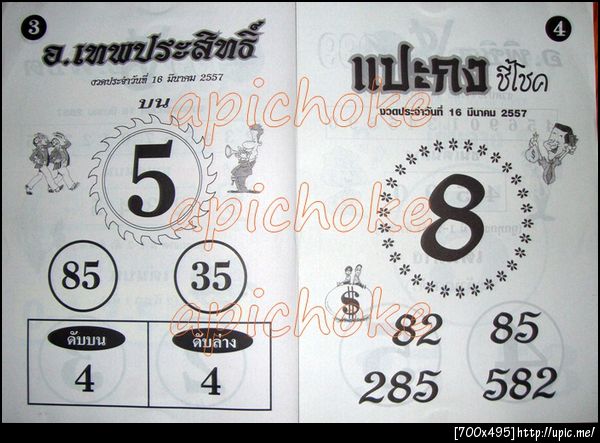 3
อ.เทพประสิทธิ์
งวดประจำวันที่ 16 มีนาคม 2557
บน
5
85 35
ดับบน ดับล่าง
4 4
4
แปะกง ชี้โชค
งวดประจำวันที่ 16 มีนาคม 2557
8
$
82 85
285 582
apichoke
apichoke
apichoke
apichoke
[700x495]http://upic.me/